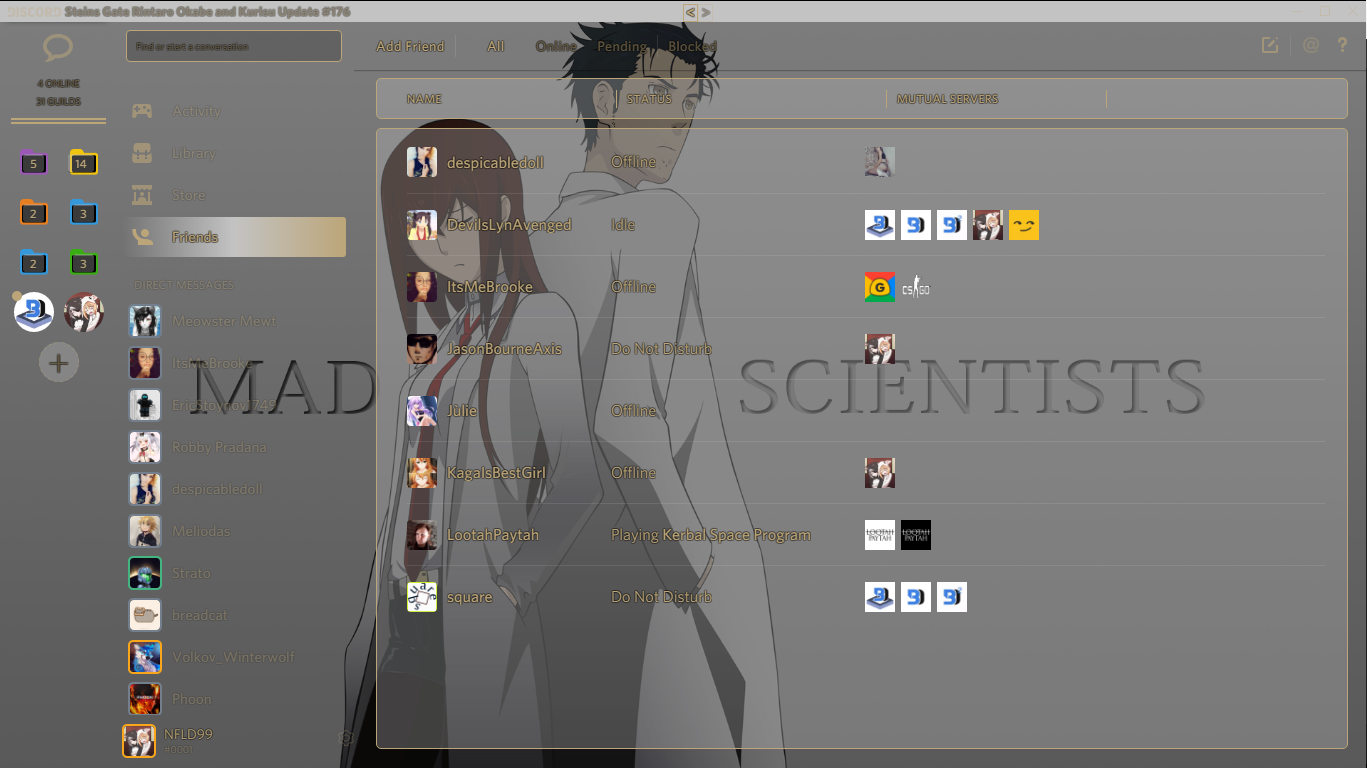 DISCORD Steins Gate Rintaro Okabe and Kurisu Update #176
< >
Find or start a conversation
Add Friend All Online Pending Blocked
@ ?
4 ONLINE
31 GUILDS
NAME STATUS MUTUAL SERVERS
Activity
Library
Store
Friends
5 14
2 3
2 3
DIRECT MESSAGES
Meowster Mewt
ItsMeBrooke
EricStoynov1749
Robby Pradana
despicabledoll
Meliodas
Strato
breadcat
Volkov_Winterwolf
Phoon
NFLD99
#0001
MAD SCIENTISTS
despicabledoll Offline
DevilsLynAvenged Idle
ItsMeBrooke Offline
CS GO
JasonBourneAxis Do Not Disturb
Jùlie Offline
KagaIsBestGirl Offline
LootahPaytah Playing Kerbal Space Program
LOOTAH PAYTAH LOOTAH PAYTAH
square Do Not Disturb